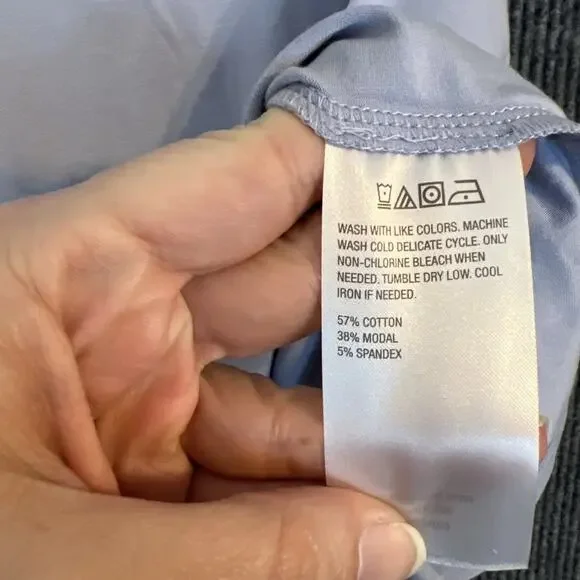 WASH WITH LIKE COLORS. MACHINE
WASH COLD DELICATE CYCLE. ONLY
NON-CHLORINE BLEACH WHEN
NEEDED. TUMBLE DRY LOW. COOL
IRON IF NEEDED.
57% COTTON
38% MODAL
5% SPANDEX